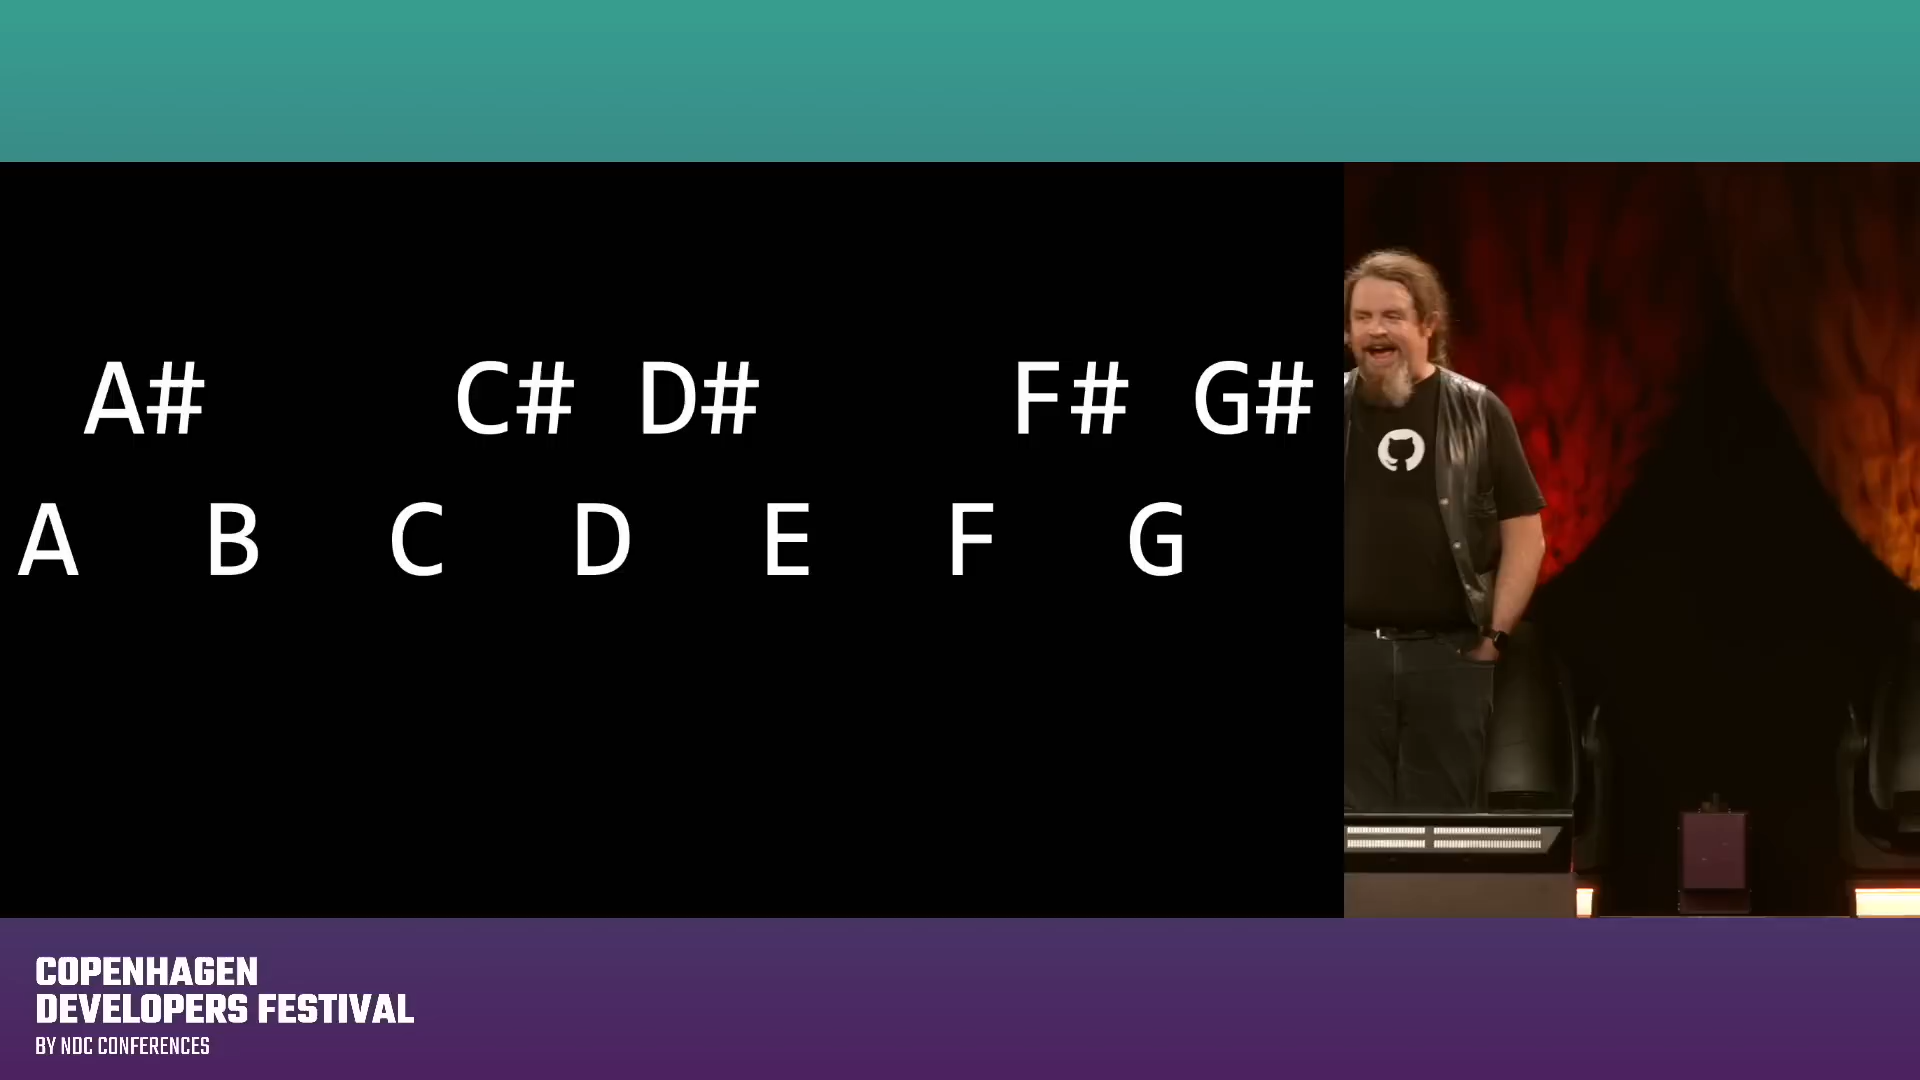 A# C# D# F# G#
A B C D E F G
COPENHAGEN
DEVELOPERS FESTIVAL
BY NDC CONFERENCES